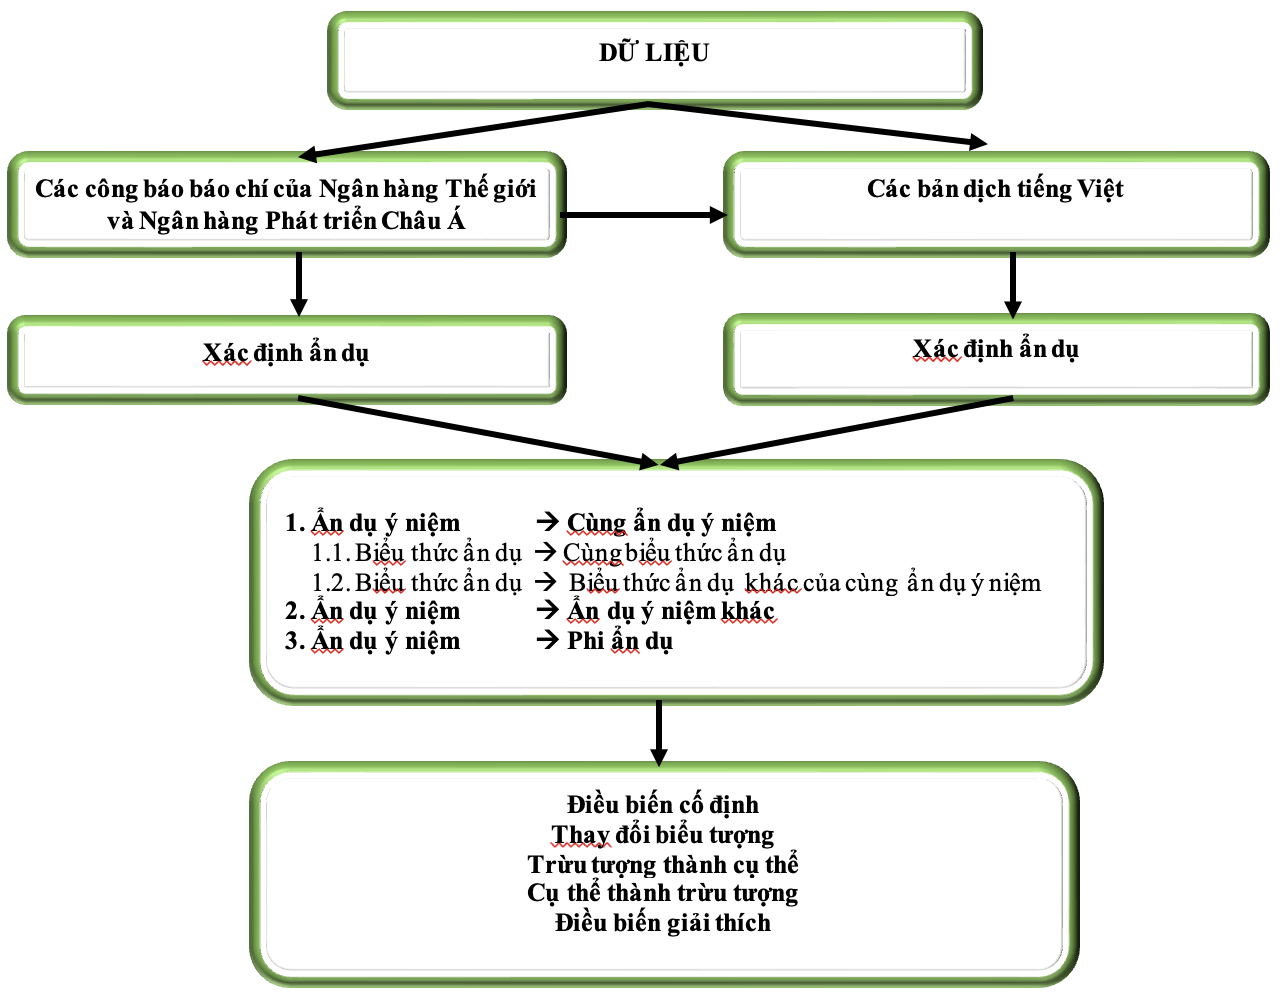 DỮ LIỆU
Các công báo báo chí của Ngân hàng Thế giới
và Ngân hàng Phát triển Châu Á
Các bản dịch tiếng Việt
Xác định ẩn dụ
Xác định ẩn dụ
1. Ẩn dụ ý niệm → Cùng ẩn dụ ý niệm
1.1. Biểu thức ẩn dụ → Cùng biểu thức ẩn dụ
1.2. Biểu thức ẩn dụ → Biểu thức ẩn dụ khác của cùng ẩn dụ ý niệm
2. Ẩn dụ ý niệm → Ẩn dụ ý niệm khác
3. Ẩn dụ ý niệm → Phi ẩn dụ
Điều biến cố định
Thay đổi biểu tượng
Trừu tượng thành cụ thể
Cụ thể thành trừu tượng
Điều biến giải thích